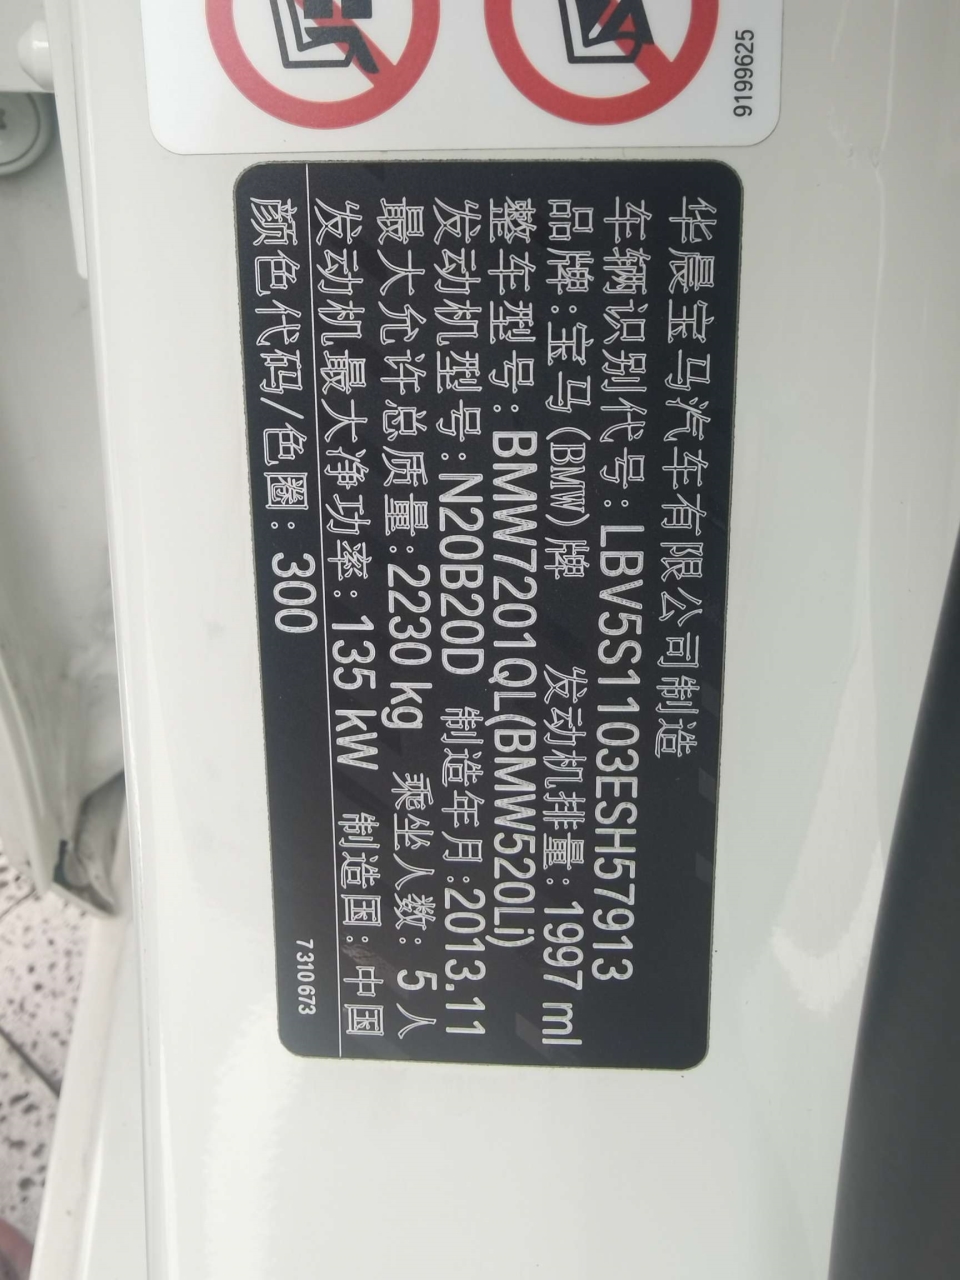 9199625
华晨宝马汽车有限公司制造
车辆识别代号：LBV5S1103ESH57913
品牌：宝马（BMW）牌 发动机排量：1997 ml
整车型号：BMW7201QL(BMW520Li)
发动机型号：N20B20D 制造年月：2013.11
最大允许总质量：2230 kg 乘坐人数：5人
发动机最大净功率：135 kW 制造国：中国
颜色代码/色圈：300
7310673